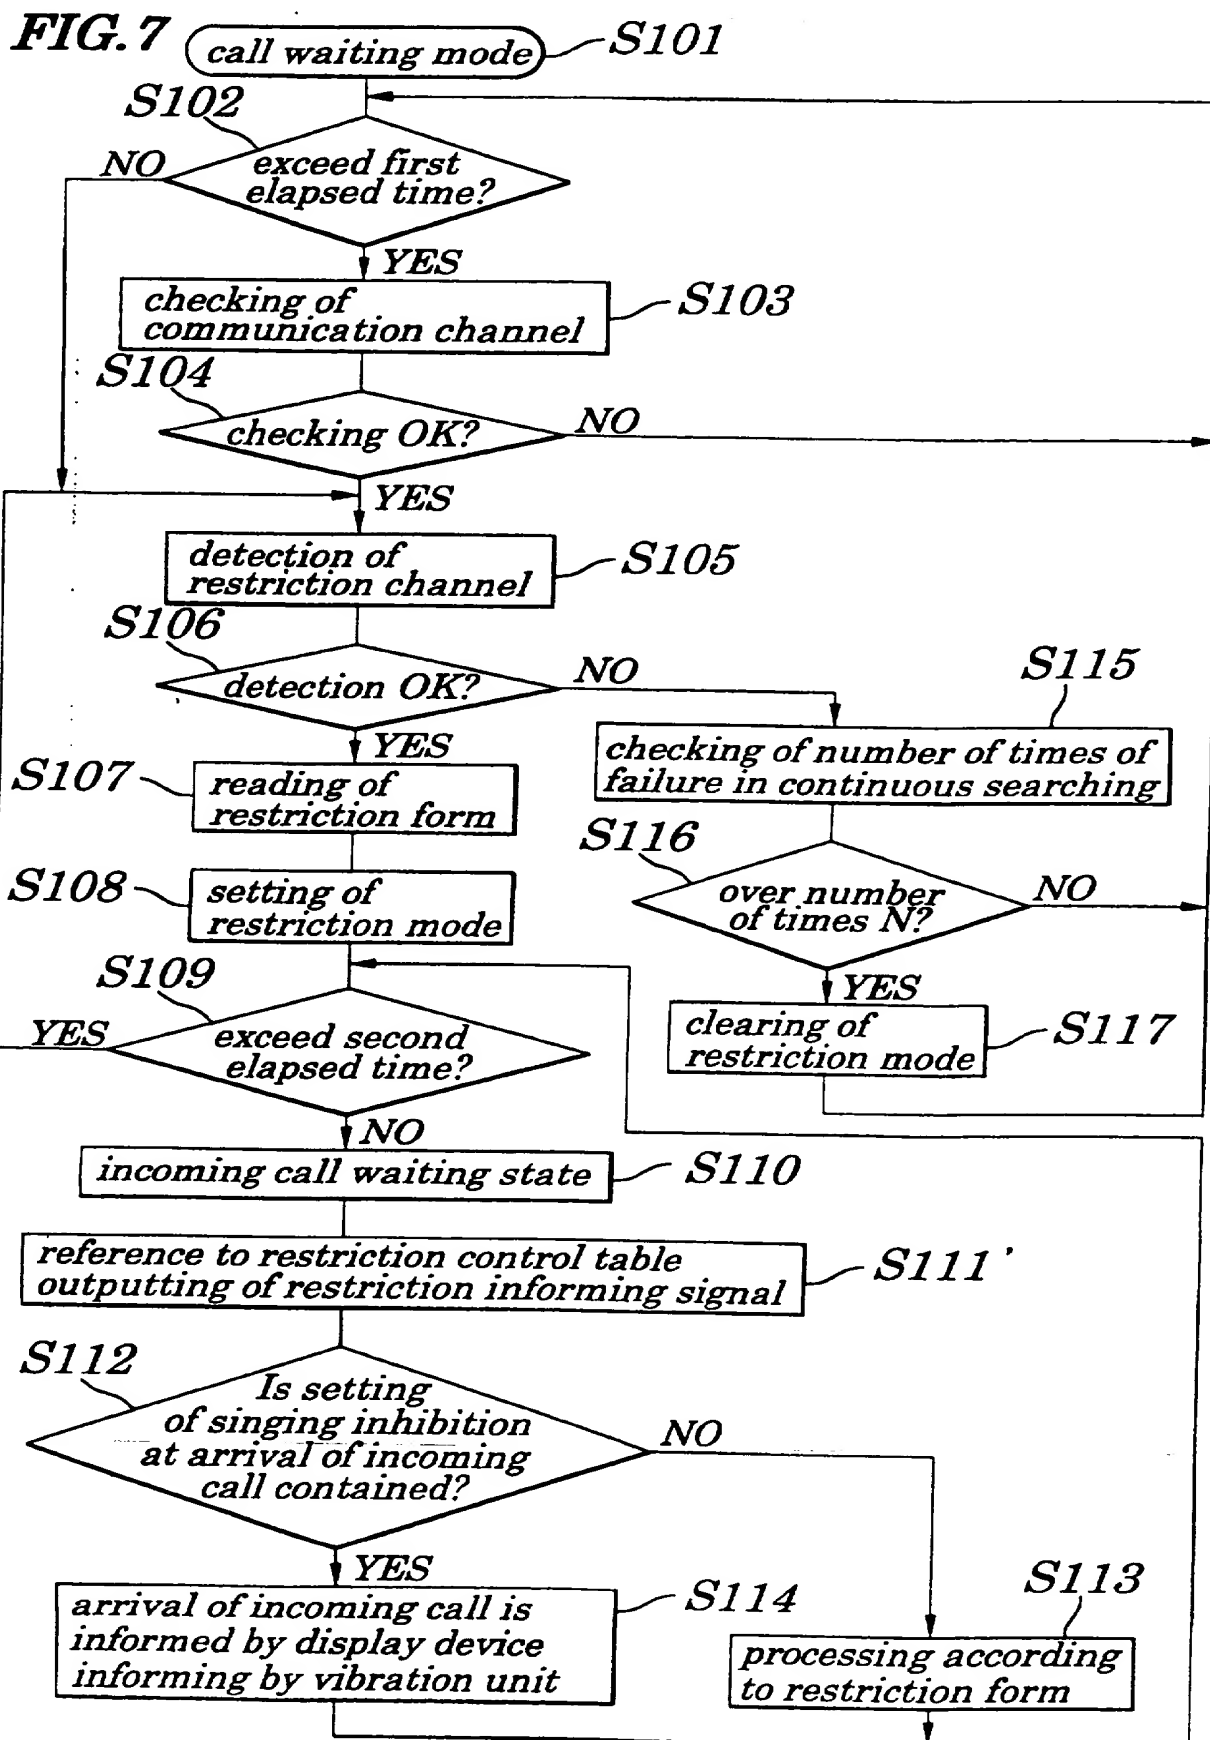 FIG. 7
call waiting mode
S101
S102
NO
exceed first
elapsed time?
YES
checking of
communication channel
S103
S104
checking OK?
NO
YES
detection of
restriction channel
S105
S106
detection OK?
NO
S115
YES
checking of number of times of
failure in continuous searching
S107
reading of
restriction form
S116
over number
of times N?
NO
S108
setting of
restriction mode
YES
S109
clearing of
restriction mode
S117
YES
exceed second
elapsed time?
NO
incoming call waiting state
S110
reference to restriction control table
outputting of restriction informing signal
S111'
S112
Is setting
of singing inhibition
at arrival of incoming
call contained?
NO
YES
S113
arrival of incoming call is
informed by display device
informing by vibration unit
S114
processing according
to restriction form